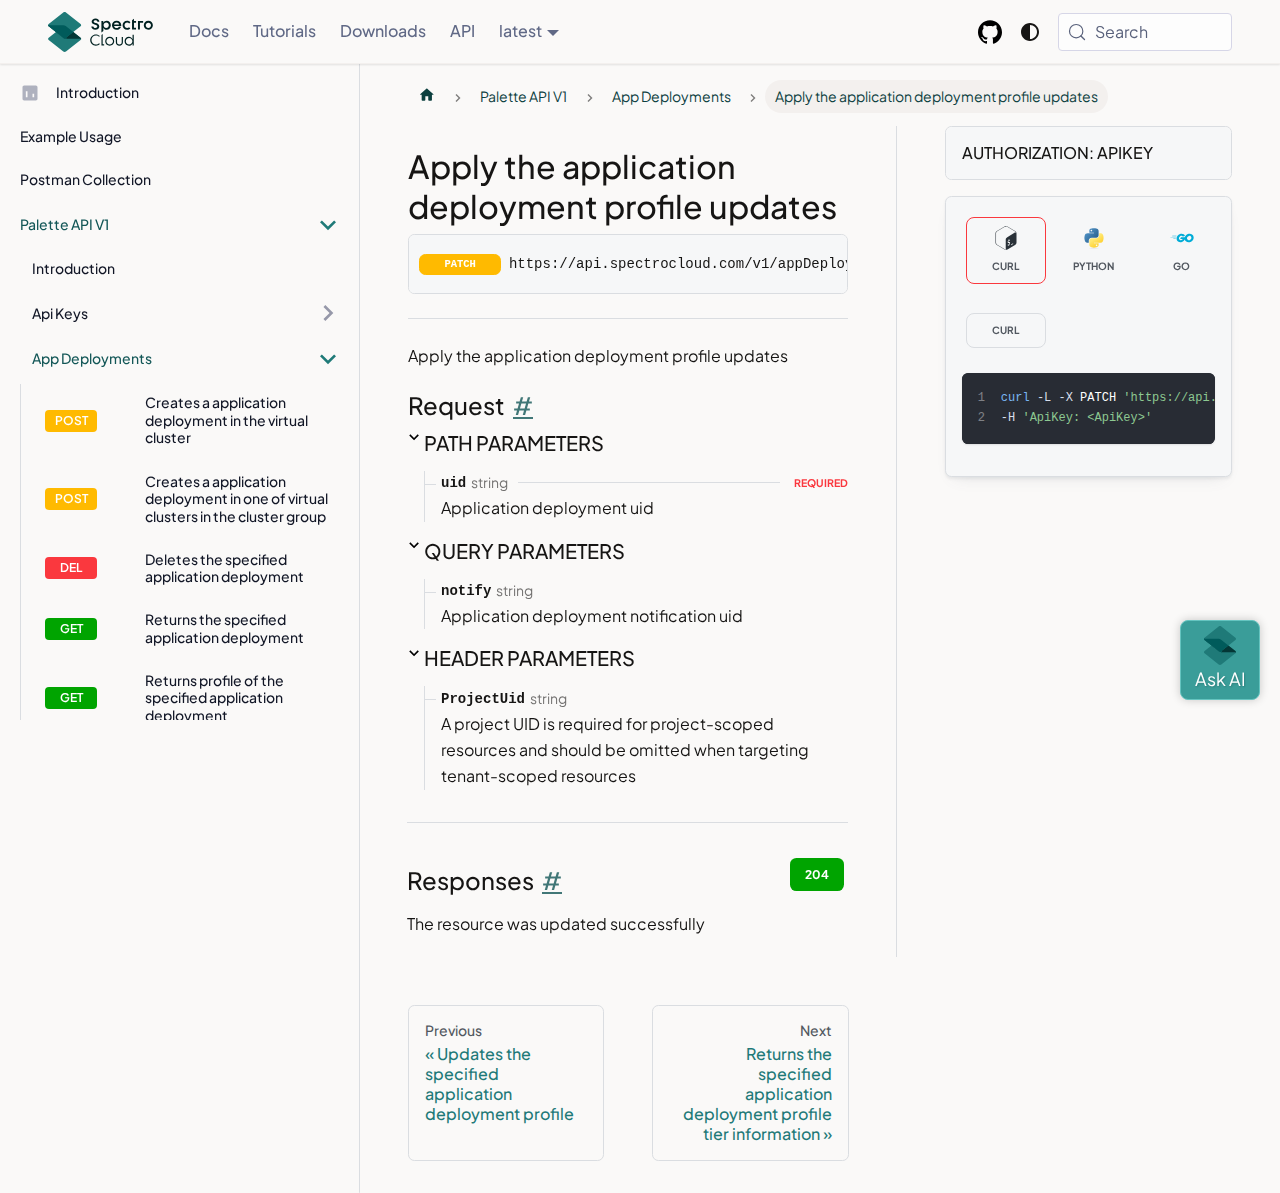 Spectro
Cloud
Docs
Tutorials
Downloads
API
latest
Search
Introduction
Example Usage
Postman Collection
Palette API V1
Introduction
Api Keys
App Deployments
POST
Creates a application
deployment in the virtual
cluster
POST
Creates a application
deployment in one of virtual
clusters in the cluster group
DEL
Deletes the specified
application deployment
GET
Returns the specified
application deployment
GET
Returns profile of the
specified application
deployment
Palette API V1
App Deployments
Apply the application deployment profile updates
Apply the application
deployment profile updates
PATCH
https://api.spectrocloud.com/v1/appDeploy
Apply the application deployment profile updates
Request #
PATH PARAMETERS
uid string
REQUIRED
Application deployment uid
QUERY PARAMETERS
notify string
Application deployment notification uid
HEADER PARAMETERS
ProjectUid string
A project UID is required for project-scoped
resources and should be omitted when targeting
tenant-scoped resources
Responses #
204
The resource was updated successfully
Previous
« Updates the
specified
application
deployment profile
Next
Returns the
specified
application
deployment profile
tier information »
AUTHORIZATION: APIKEY
CURL
PYTHON
GO
CURL
1 curl -L -X PATCH 'https://api.
2 -H 'ApiKey: <ApiKey>'
Ask AI